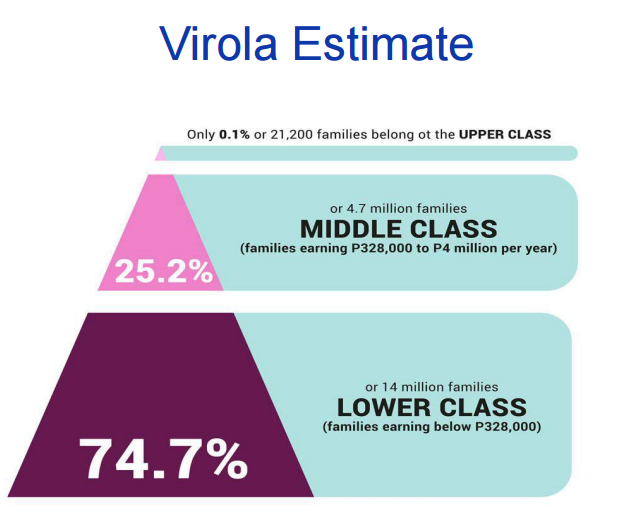 Virola Estimate
Only 0.1% or 21,200 families belong ot the UPPER CLASS
or 4.7 million families
MIDDLE CLASS
(families earning P328,000 to P4 million per year)
25.2%
or 14 million families
LOWER CLASS
(families earning below P328,000)
74.7%